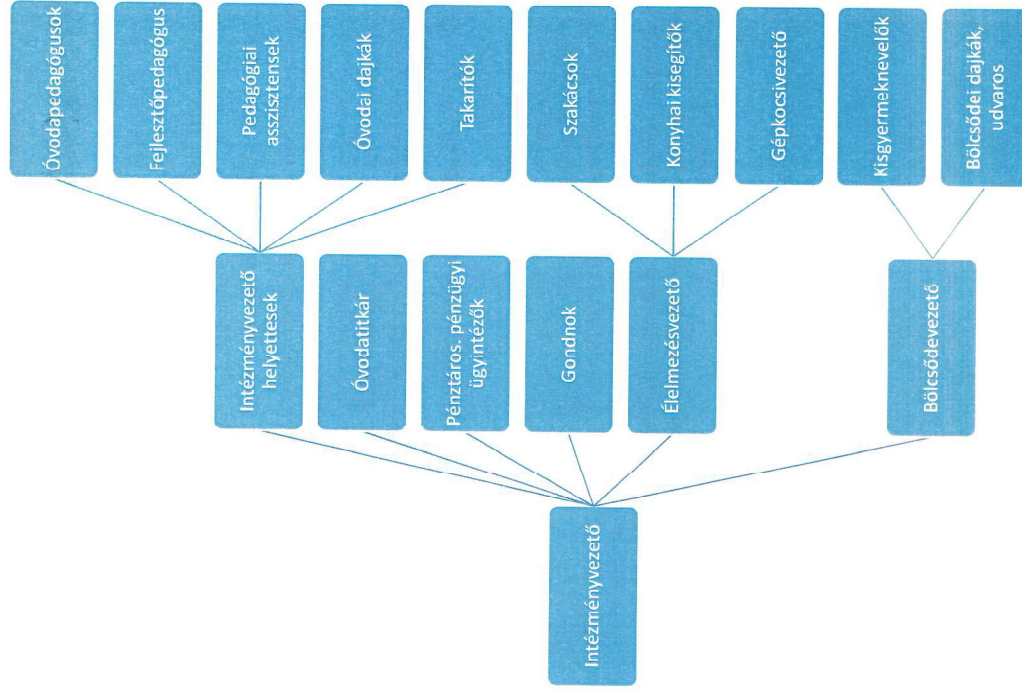 Intézményvezető
Intézményvezető
helyettesek
Óvodatitkár
Pénztáros. pénzügyi
ügyintézők
Gondnok
Élelmezésvezető
Bölcsődevezető
Óvodapedagógusok
Fejlesztőpedagógus
Pedagógiai
asszisztensek
Óvodai dajkák
Takarítók
Szakácsok
Konyhai kisegítők
Gépkocsivezető
Kisgyermeknevelők
Bölcsődei dajkák,
udvaros